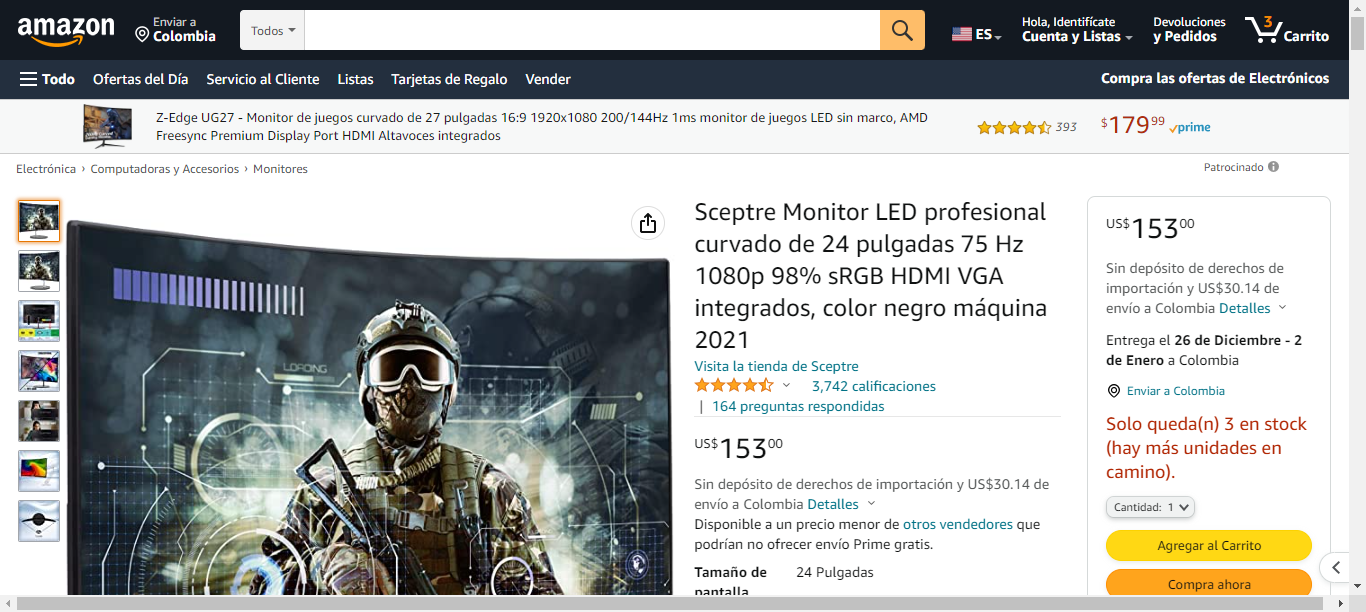 amazon
Enviar a
Colombia
Todos
ES
Hola, Identifícate
Cuenta y Listas
Devoluciones
y Pedidos
3
Carrito
Todo
Ofertas del Día
Servicio al Cliente
Listas
Tarjetas de Regalo
Vender
Compra las ofertas de Electrónicos
Z-Edge UG27 - Monitor de juegos curvado de 27 pulgadas 16:9 1920x1080 200/144Hz 1ms monitor de juegos LED sin marco, AMD
Freesync Premium Display Port HDMI Altavoces integrados
393
$17999
prime
Electrónica › Computadoras y Accesorios › Monitores
Patrocinado
LOADING
Sceptre Monitor LED profesional
curvado de 24 pulgadas 75 Hz
1080p 98% sRGB HDMI VGA
integrados, color negro máquina
2021
Visita la tienda de Sceptre
3,742 calificaciones
| 164 preguntas respondidas
US$15300
Sin depósito de derechos de importación y US$30.14 de
envío a Colombia Detalles
Disponible a un precio menor de otros vendedores que
podrían no ofrecer envío Prime gratis.
Tamaño de
pantalla
24 Pulgadas
US$15300
Sin depósito de derechos de
importación y US$30.14 de
envío a Colombia Detalles
Entrega el 26 de Diciembre - 2
de Enero a Colombia
Enviar a Colombia
Solo queda(n) 3 en stock
(hay más unidades en
camino).
Cantidad: 1
Agregar al Carrito
Compra ahora